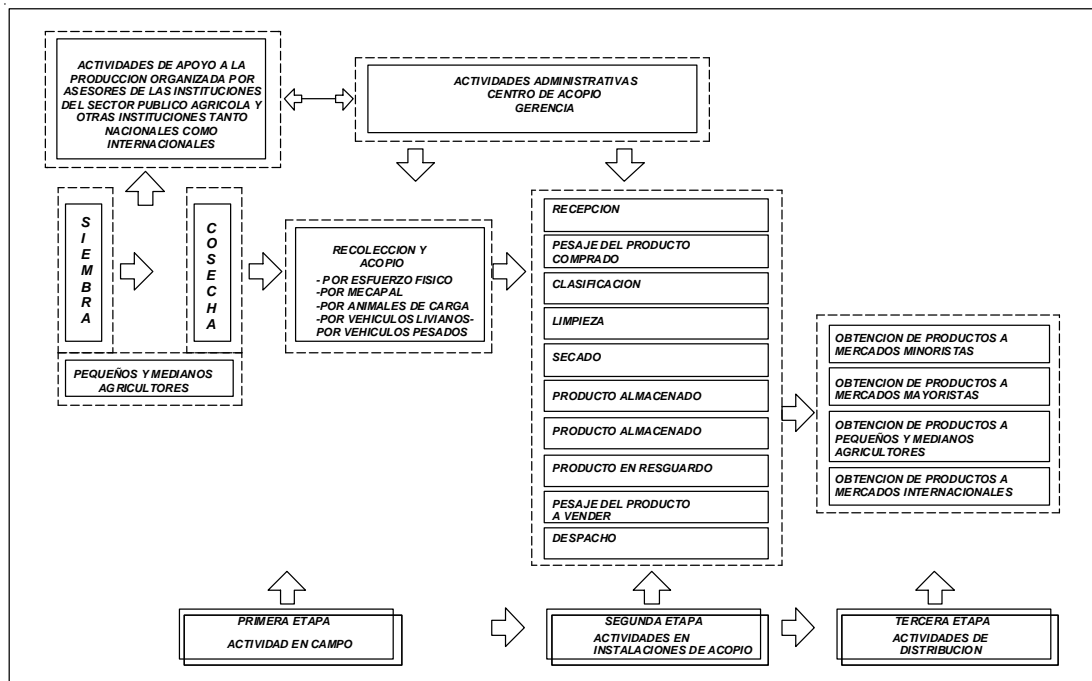 ACTIVIDADES DE APOYO A LA
PRODUCCION ORGANIZADA POR
ASESORES DE LAS INSTITUCIONES
DEL SECTOR PUBLICO AGRICOLA Y
OTRAS INSTITUCIONES TANTO
NACIONALES COMO
INTERNACIONALES
ACTIVIDADES ADMINISTRATIVAS
CENTRO DE ACOPIO
GERENCIA
SIEMBRA
COSECHA
PEQUEÑOS Y MEDIANOS
AGRICULTORES
RECOLECCION Y
ACOPIO
- POR ESFUERZO FISICO
-POR MECAPAL
-POR ANIMALES DE CARGA
-POR VEHICULOS LIVIANOS-
POR VEHICULOS PESADOS
RECEPCION
PESAJE DEL PRODUCTO
COMPRADO
CLASIFICACION
LIMPIEZA
SECADO
PRODUCTO ALMACENADO
PRODUCTO ALMACENADO
PRODUCTO EN RESGUARDO
PESAJE DEL PRODUCTO
A VENDER
DESPACHO
OBTENCION DE PRODUCTOS A
MERCADOS MINORISTAS
OBTENCION DE PRODUCTOS A
MERCADOS MAYORISTAS
OBTENCION DE PRODUCTOS A
PEQUEÑOS Y MEDIANOS
AGRICULTORES
OBTENCION DE PRODUCTOS A
MERCADOS INTERNACIONALES
PRIMERA ETAPA
ACTIVIDAD EN CAMPO
SEGUNDA ETAPA
ACTIVIDADES EN
INSTALACIONES DE ACOPIO
TERCERA ETAPA
ACTIVIDADES DE
DISTRIBUCION